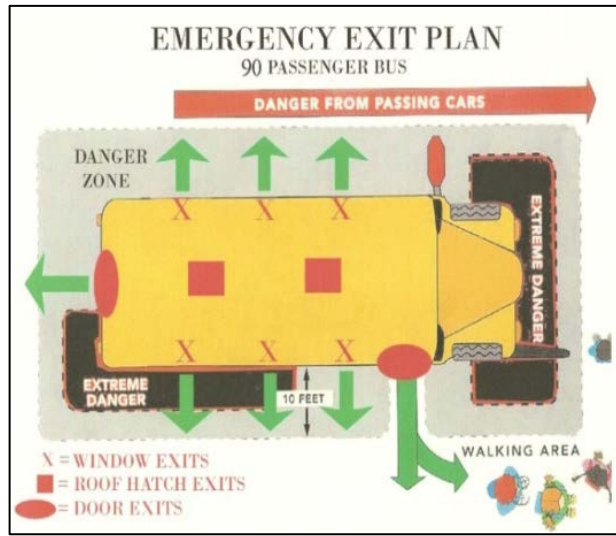 EMERGENCY EXIT PLAN
90 PASSENGER BUS
DANGER FROM PASSING CARS
DANGER
ZONE
X X X
EXTREME DANGER
X X X
EXTREME
DANGER
10 FEET
WALKING AREA
X = WINDOW EXITS
= ROOF HATCH EXITS
= DOOR EXITS